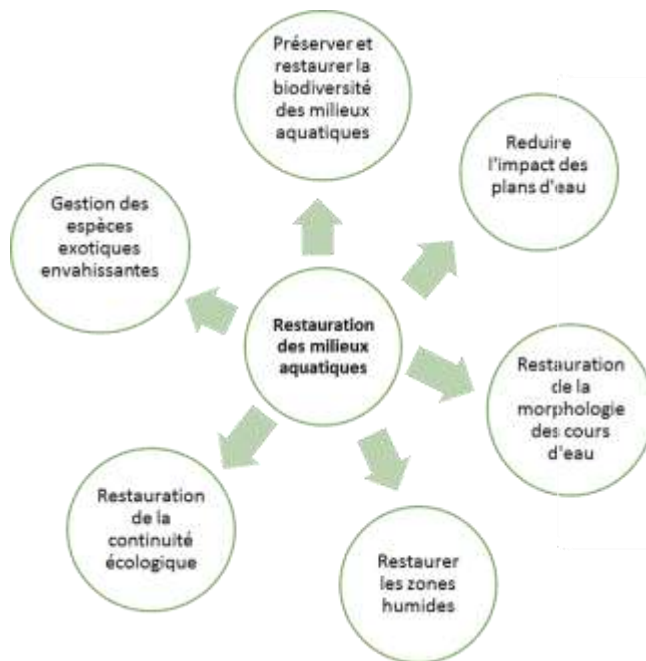 Préserver et
restaurer la
biodiversité
des milieux
aquatiques
Reduire
l'impact des
plans d'eau
Gestion des
espèces
exotiques
envahissantes
Restauration
des milieux
aquatiques
Restauration
de la
morphologie
des cours
d'eau
Restauration
de la
continuité
écologique
Restaurer
les zones
humides